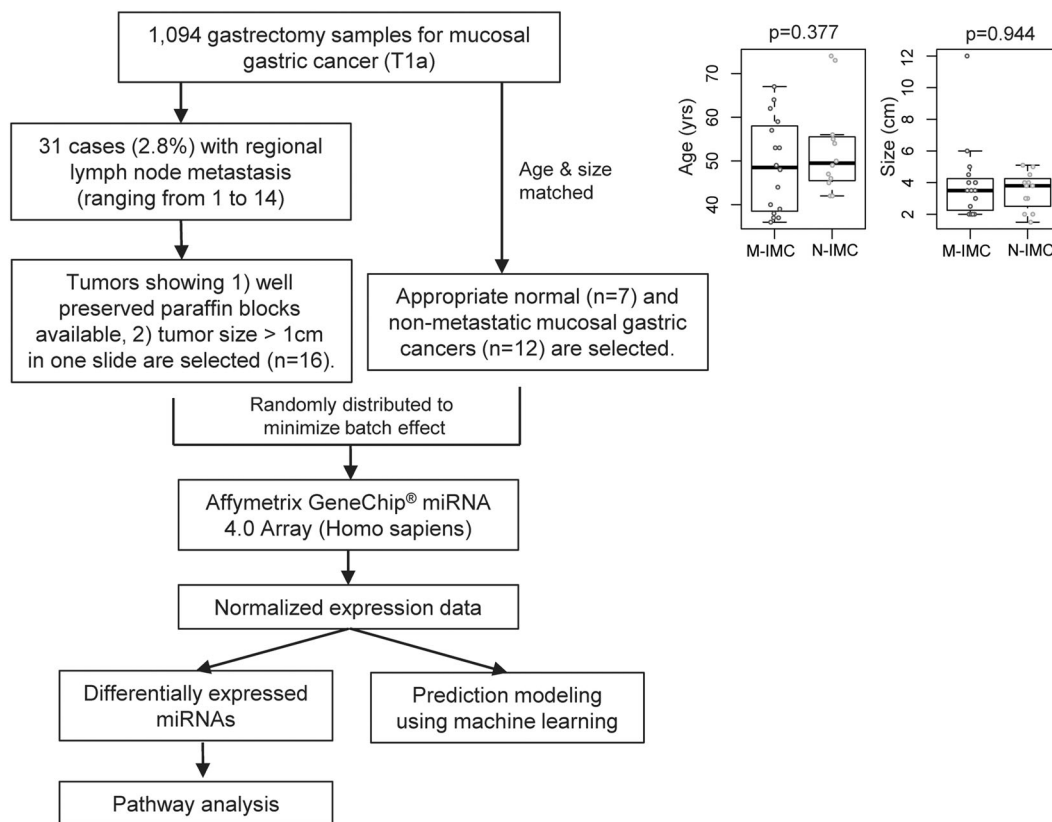 1,094 gastrectomy samples for mucosal
gastric cancer (T1a)
31 cases (2.8%) with regional
lymph node metastasis
(ranging from 1 to 14)
Age & size
matched
Tumors showing 1) well
preserved paraffin blocks
available, 2) tumor size > 1cm
in one slide are selected (n=16).
Appropriate normal (n=7) and
non-metastatic mucosal gastric
cancers (n=12) are selected.
Randomly distributed to
minimize batch effect
Affymetrix GeneChip® miRNA
4.0 Array (Homo sapiens)
Normalized expression data
Differentially expressed
miRNAs
Prediction modeling
using machine learning
Pathway analysis
p=0.377
Age (yrs)
70
60
50
40
M-IMC N-IMC
p=0.944
Size (cm)
12
10
8
6
4
2
M-IMC N-IMC